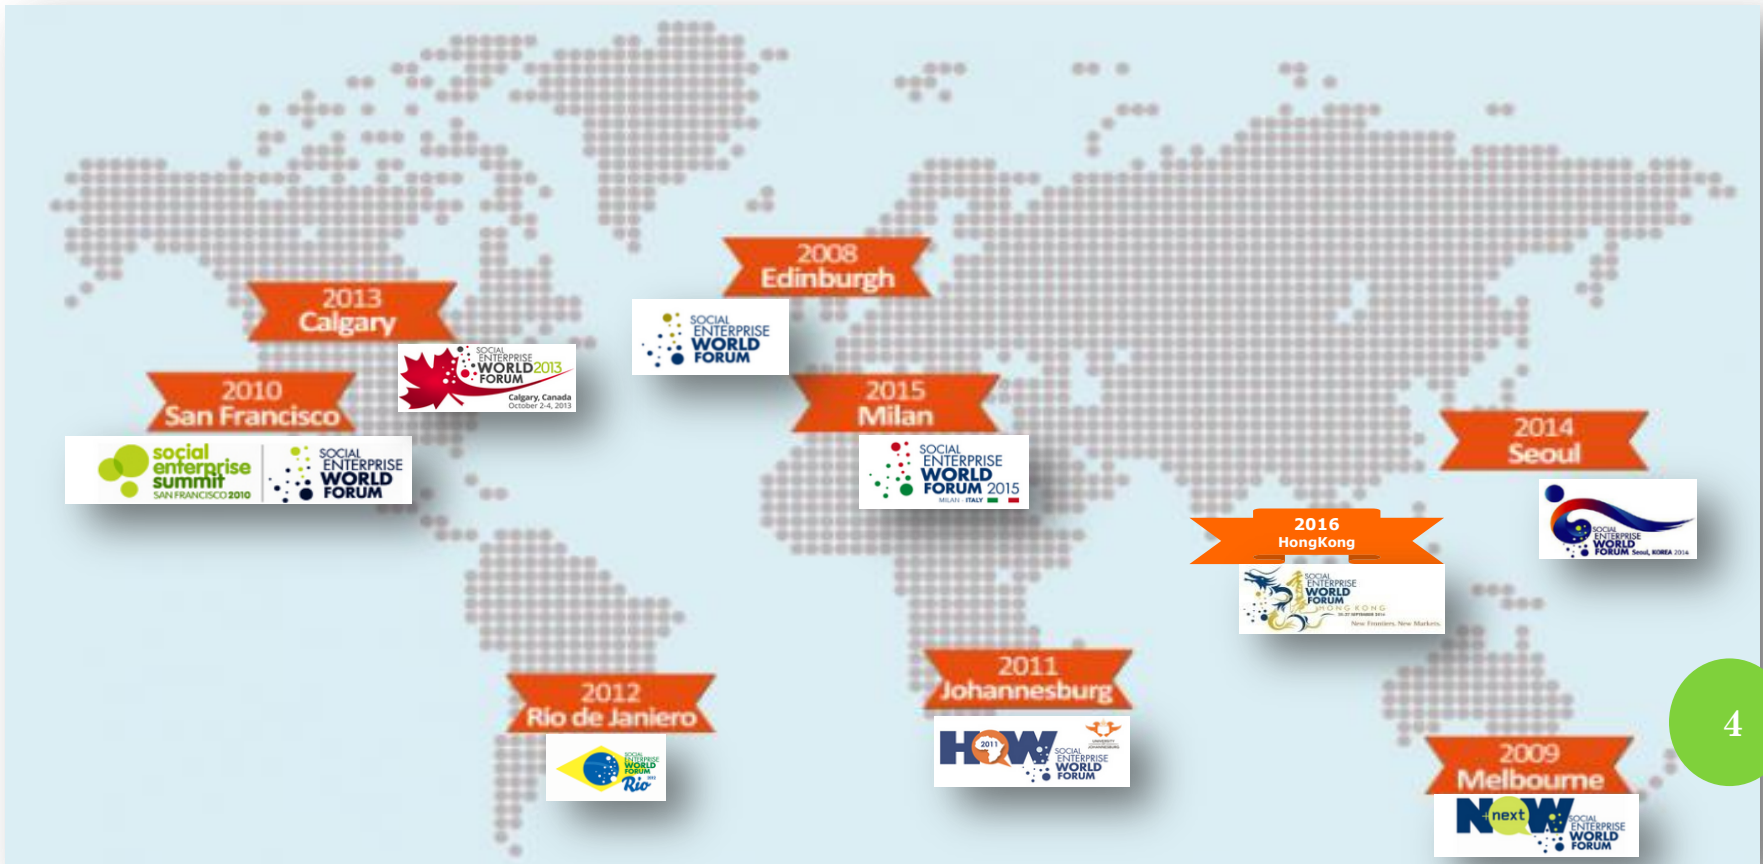 2008
Edinburgh
SOCIAL
ENTERPRISE
WORLD
FORUM
2013
Calgary
SOCIAL
ENTERPRISE
WORLD2013
FORUM
Calgary, Canada
October 2-4, 2013
2010
San Francisco
social
enterprise
summit
SAN FRANCISCO 2010
SOCIAL
ENTERPRISE
WORLD
FORUM
2015
Milan
SOCIAL
ENTERPRISE
WORLD
FORUM 2015
MILAN - ITALY
2014
Seoul
SOCIAL
ENTERPRISE
WORLD
FORUM Seoul, KOREA 2014
2016
HongKong
SOCIAL
ENTERPRISE
WORLD
FORUM
HONG KONG
New Frontiers. New Markets.
2012
Rio de Janiero
SOCIAL
ENTERPRISE
WORLD
FORUM
Rio
2011
Johannesburg
HOW
2011
SOCIAL
ENTERPRISE
WORLD
FORUM
UNIVERSITY
JOHANNESBURG
4
2009
Melbourne
NOW
+next
SOCIAL
ENTERPRISE
WORLD
FORUM